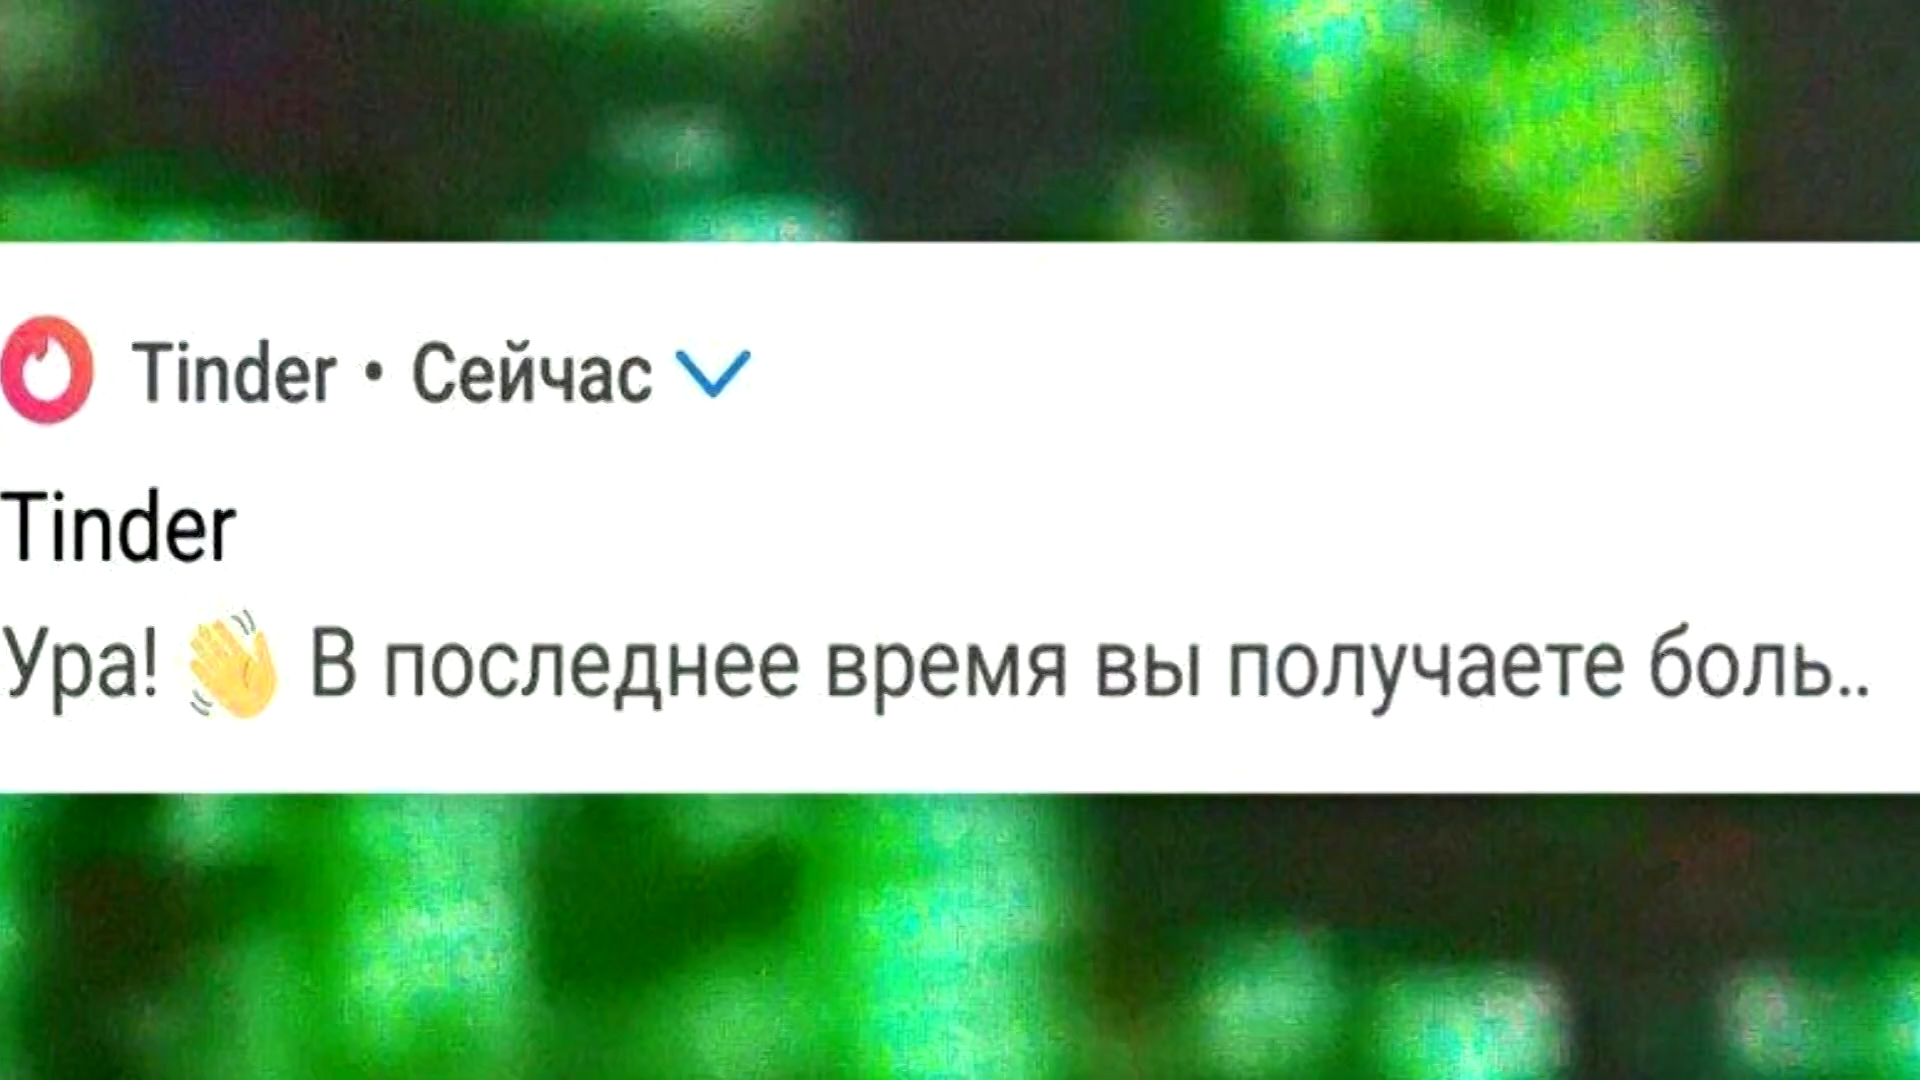 Tinder • Сейчас
Tinder
Ура! 👋 В последнее время вы получаете боль..